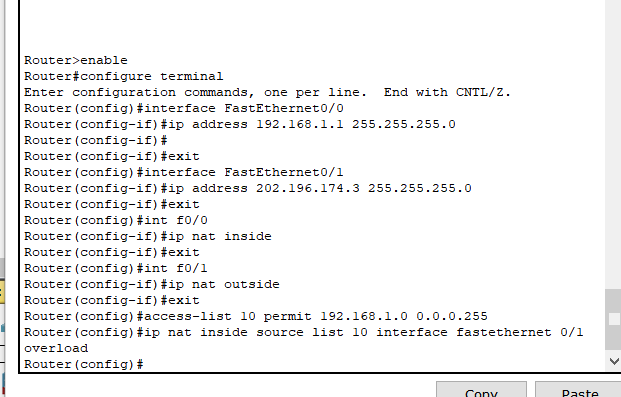 Router>enable
Router#configure terminal
Enter configuration commands, one per line.  End with CNTL/Z.
Router(config)#interface FastEthernet0/0
Router(config-if)#ip address 192.168.1.1 255.255.255.0
Router(config-if)#
Router(config-if)#exit
Router(config)#interface FastEthernet0/1
Router(config-if)#ip address 202.196.174.3 255.255.255.0
Router(config-if)#exit
Router(config)#int f0/0
Router(config-if)#ip nat inside
Router(config-if)#exit
Router(config)#int f0/1
Router(config-if)#ip nat outside
Router(config-if)#exit
Router(config)#access-list 10 permit 192.168.1.0 0.0.0.255
Router(config)#ip nat inside source list 10 interface fastethernet 0/1
overload
Router(config)#
Copy Paste